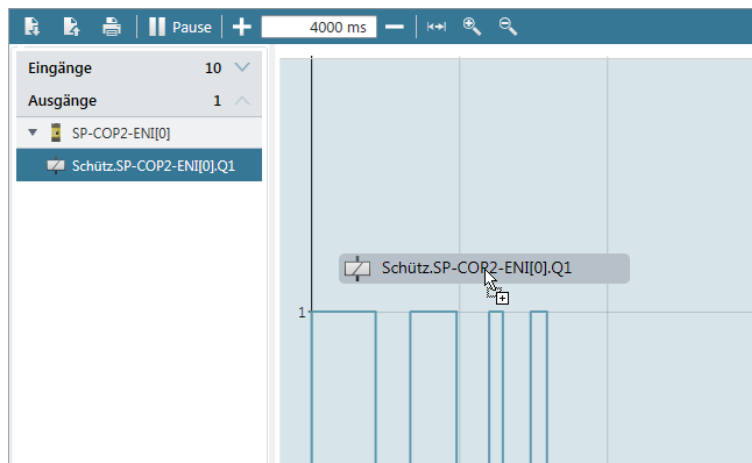 Pause 4000 ms
Eingänge 10
Ausgänge 1
SP-COP2-ENI[0]
Schütz.SP-COP2-ENI[0].Q1
Schütz.SP-COP2-ENI[0].Q1
1